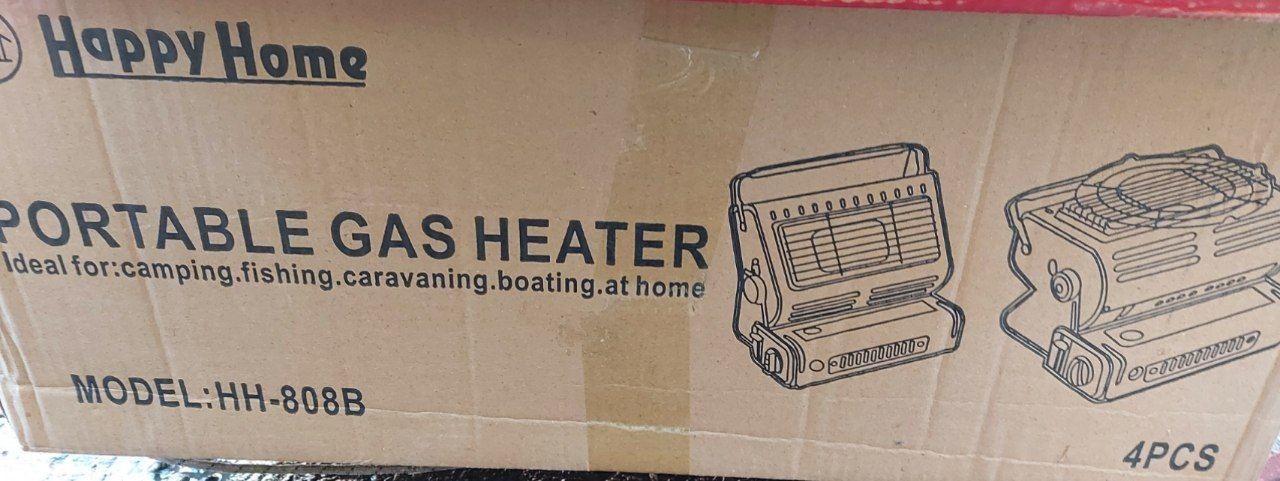 Happy Home
PORTABLE GAS HEATER
Ideal for:camping.fishing.caravaning.boating.at home
MODEL:HH-808B
4PCS